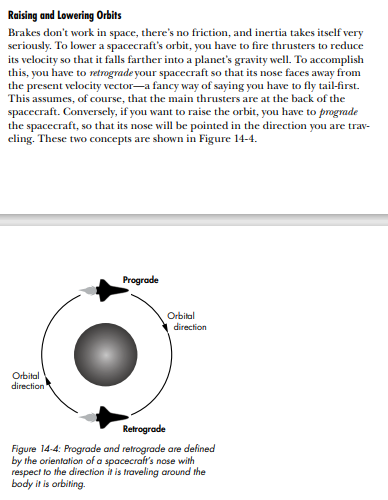 Raising and Lowering Orbits
Brakes don't work in space, there's no friction, and inertia takes itself very
seriously. To lower a spacecraft's orbit, you have to fire thrusters to reduce
its velocity so that it falls farther into a planet's gravity well. To accomplish
this, you have to retrograde your spacecraft so that its nose faces away from
the present velocity vector—a fancy way of saying you have to fly tail-first.
This assumes, of course, that the main thrusters are at the back of the
spacecraft. Conversely, if you want to raise the orbit, you have to prograde
the spacecraft, so that its nose will be pointed in the direction you are trav-
eling. These two concepts are shown in Figure 14-4.
Prograde
Orbital
direction
Orbital
direction
Retrograde
Figure 14-4: Prograde and retrograde are defined
by the orientation of a spacecraft's nose with
respect to the direction it is traveling around the
body it is orbiting.